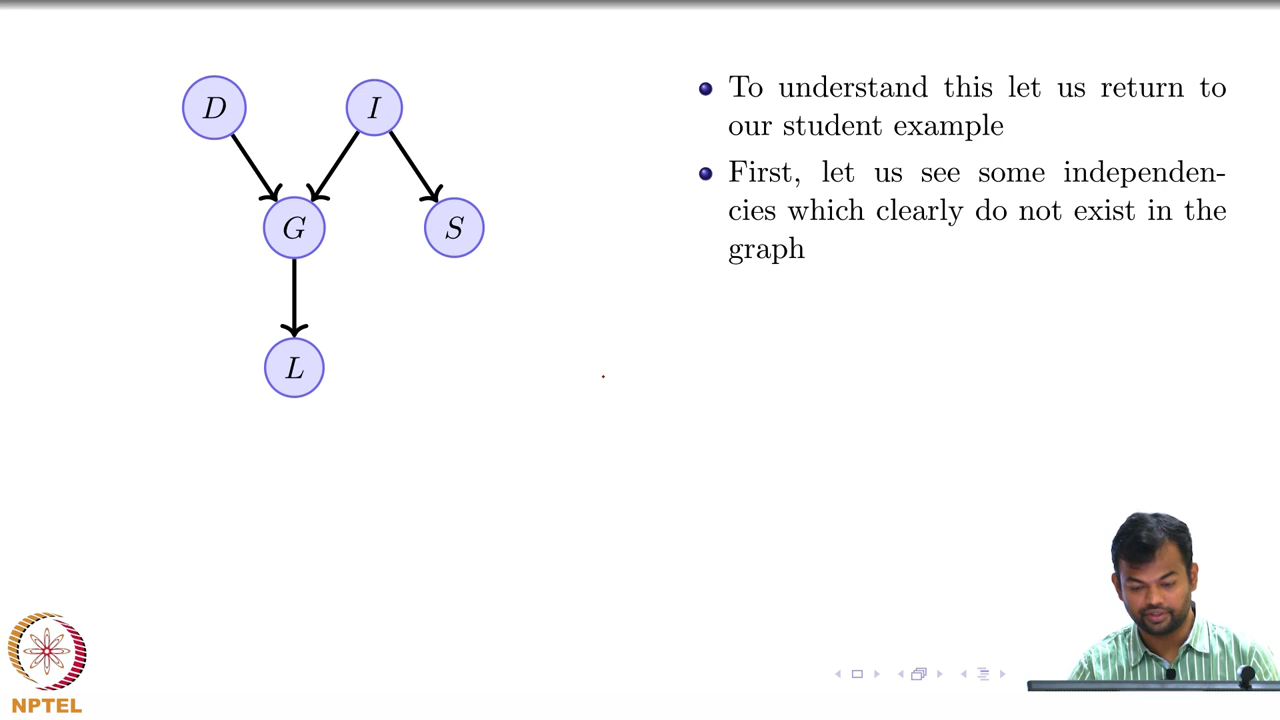 D
I
G
S
L
To understand this let us return to
our student example
First, let us see some independen-
cies which clearly do not exist in the
graph
NPTEL